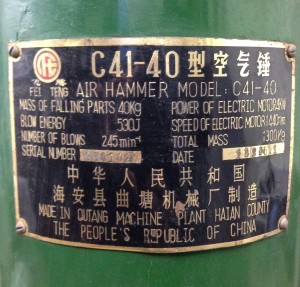 C41-40型空气锤
FEI TENG AIR HAMMER MODEL: C41-40
MASS OF FALLING PARTS 40Kg POWER OF ELECTRIC MOTOR 4KW
BLOW ENERGY 530J SPEED OF ELECTRIC MOTOR 1440
NUMBER OF BLOWS 245min⁻¹ TOTAL MASS
SERIAL NUMBER DATE
中华人民共和国
海安县曲塘机械厂制造
MADE IN QUTANG MACHINE PLANT HAIAN COUNTY
THE PEOPLE'S REPUBLIC OF CHINA